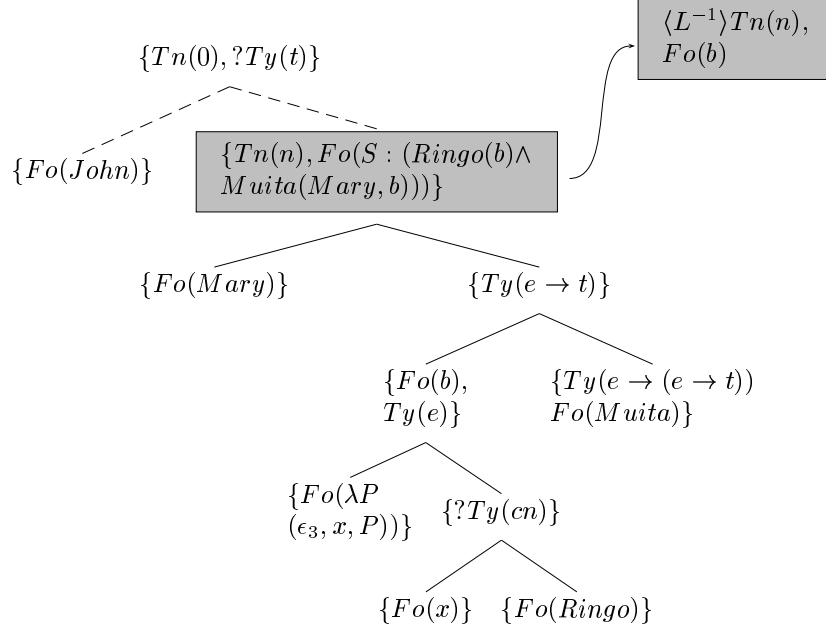 ⟨L⁻¹⟩Tn(n),
Fo(b)
{Tn(0), ?Ty(t)}
{Fo(John)}
{Tn(n), Fo(S : (Ringo(b)∧
Muita(Mary, b)))}
{Fo(Mary)}
{Ty(e → t)}
{Fo(b),
Ty(e)}
{Ty(e → (e → t))
Fo(Muita)}
{Fo(λP
(ϵ₃, x, P))}
{?Ty(cn)}
{Fo(x)}
{Fo(Ringo)}